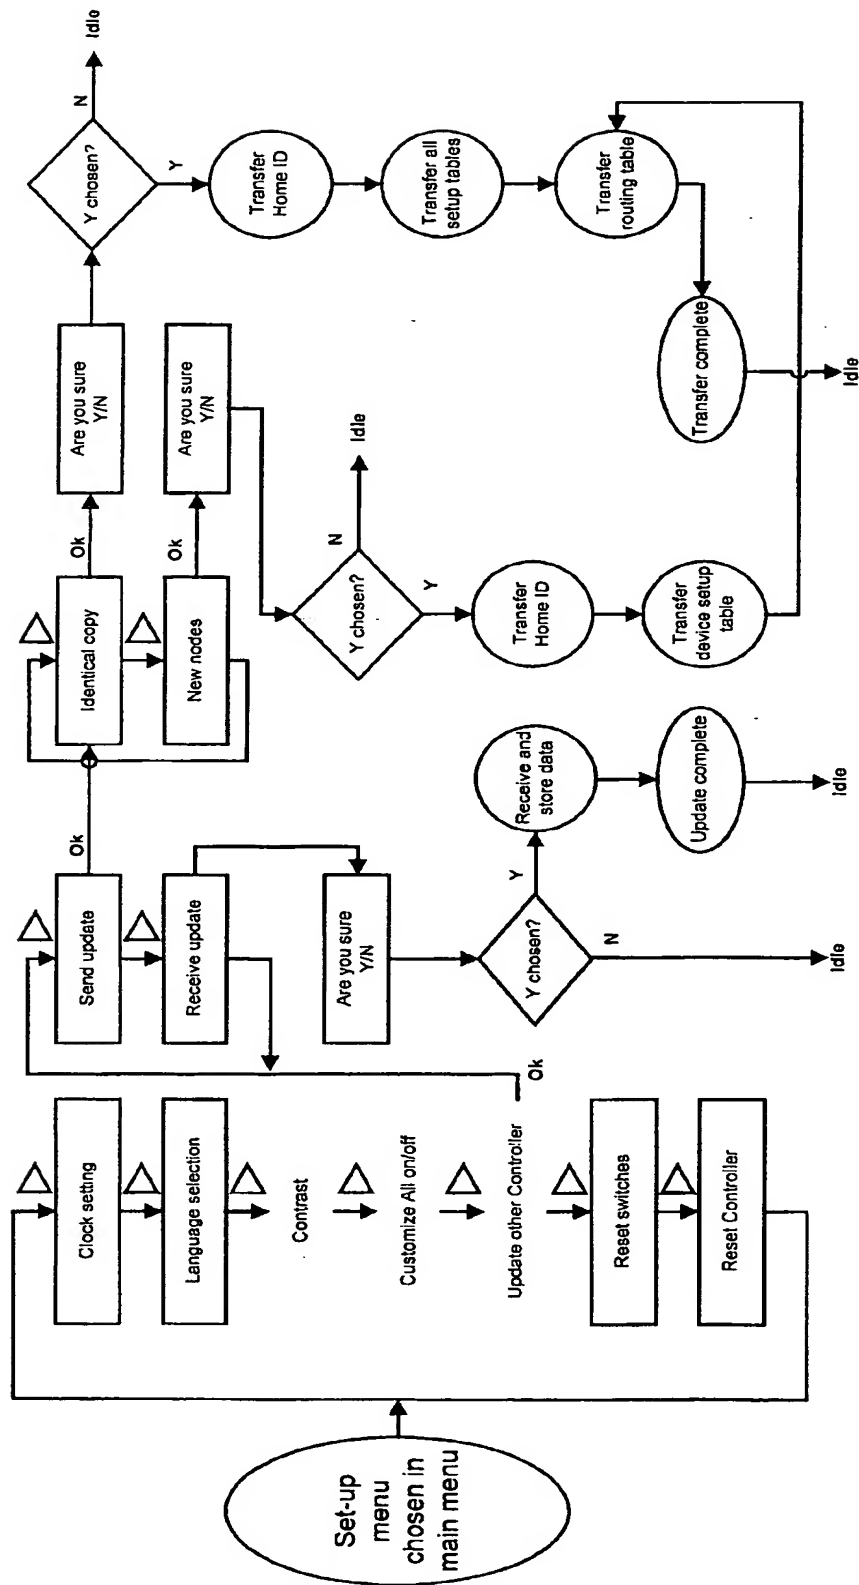 Set-up
menu
chosen in
main menu
Clock setting
Language selection
Contrast
Customize All on/off
Update other Controller
Reset switches
Reset Controller
Ok
Send update
Receive update
Are you sure
Y/N
Y chosen?
Y
N
Idle
Receive and
store data
Update complete
Idle
Ok
Identical copy
New nodes
Ok
Ok
Are you sure
Y/N
Are you sure
Y/N
Y chosen?
N
Idle
Y
Transfer
Home ID
Transfer
device setup
table
Y chosen?
N
Idle
Y
Transfer
Home ID
Transfer all
setup tables
Transfer
routing table
Transfer complete
Idle